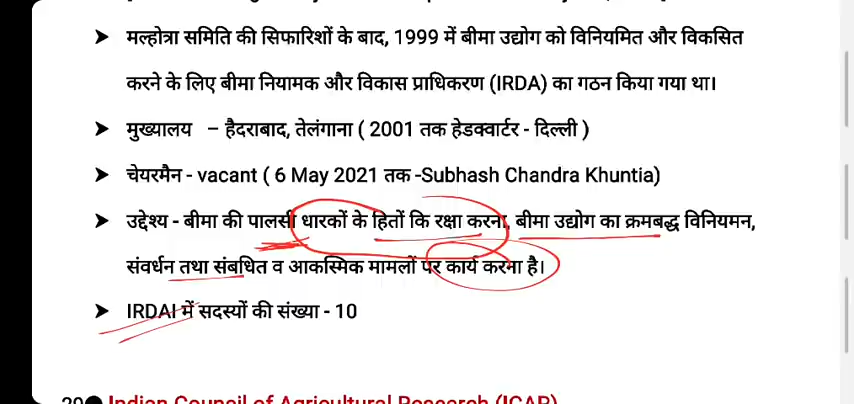 ➤ मल्होत्रा समिति की सिफारिशों के बाद, 1999 में बीमा उद्योग को विनियमित और विकसित
करने के लिए बीमा नियामक और विकास प्राधिकरण (IRDA) का गठन किया गया था।
➤ मुख्यालय – हैदराबाद, तेलंगाना ( 2001 तक हेडक्वार्टर - दिल्ली )
➤ चेयरमैन - vacant ( 6 May 2021 तक -Subhash Chandra Khuntia)
➤ उद्देश्य - बीमा की पालसी धारकों के हितों कि रक्षा करना, बीमा उद्योग का क्रमबद्ध विनियमन,
संवर्धन तथा संबधित व आकस्मिक मामलों पर कार्य करना है।
➤ IRDAI में सदस्यों की संख्या - 10
Indian Council of Agricultural Research (ICAR)